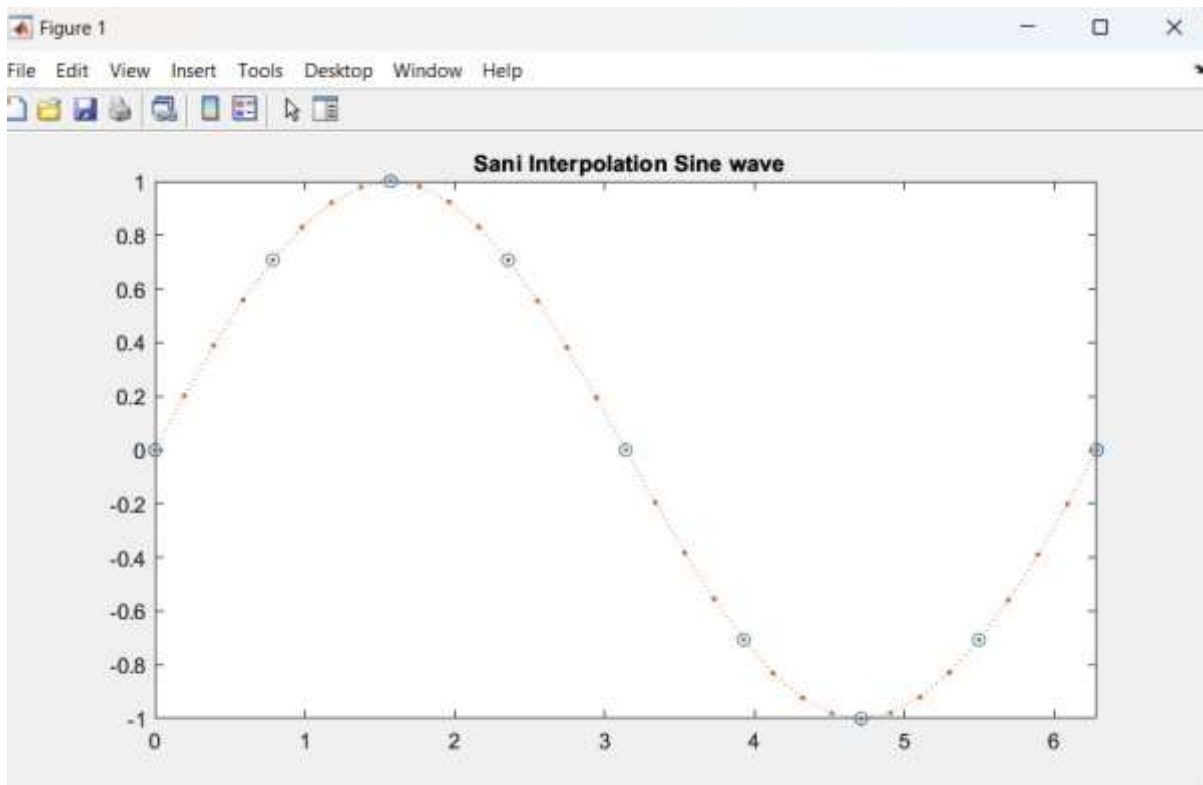 Figure 1
File Edit View Insert Tools Desktop Window Help
Sani Interpolation Sine wave
1
0.8
0.6
0.4
0.2
0
-0.2
-0.4
-0.6
-0.8
-1
0 1 2 3 4 5 6